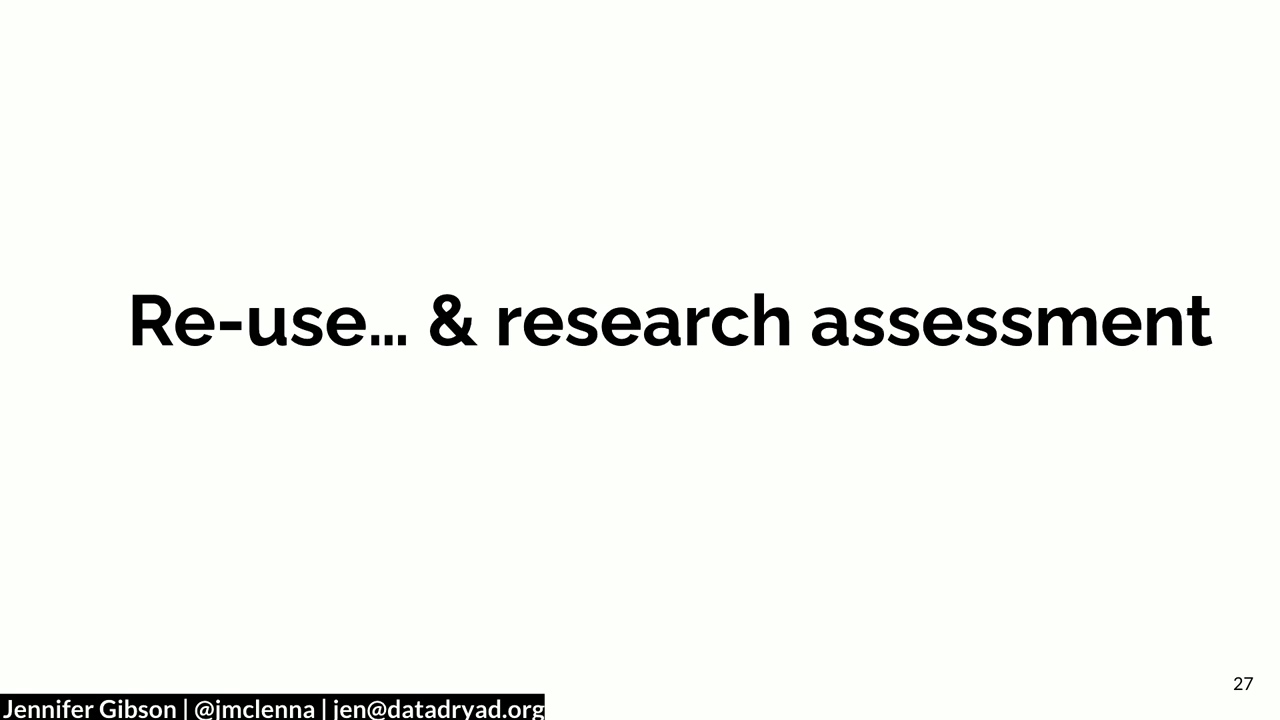 Re-use... & research assessment
27
Jennifer Gibson | @jmclenna | jen@datadryad.org